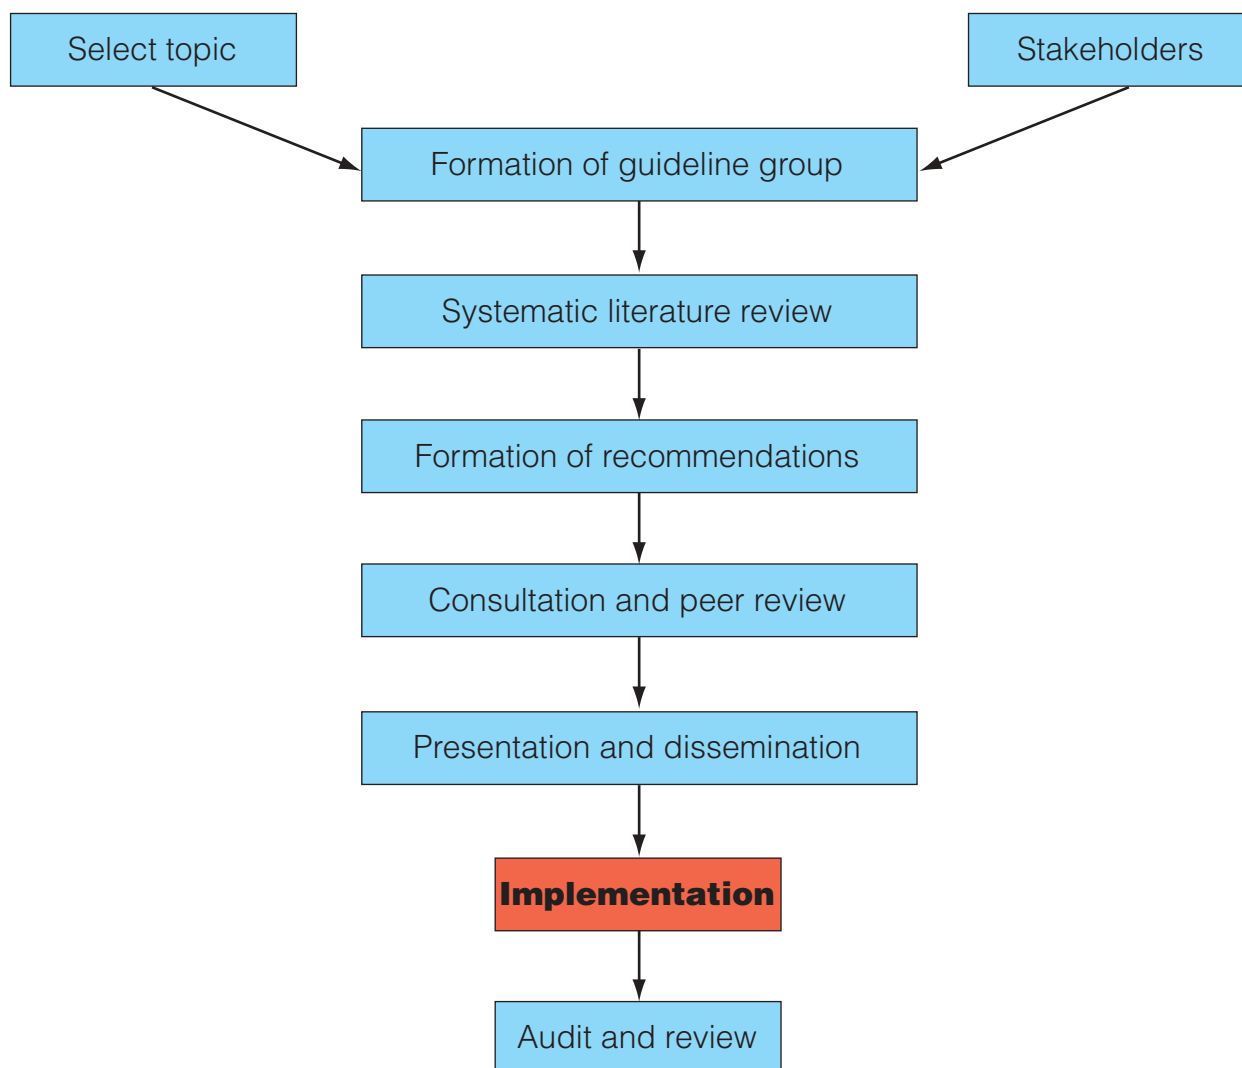 Select topic
Stakeholders
Formation of guideline group
Systematic literature review
Formation of recommendations
Consultation and peer review
Presentation and dissemination
Implementation
Audit and review